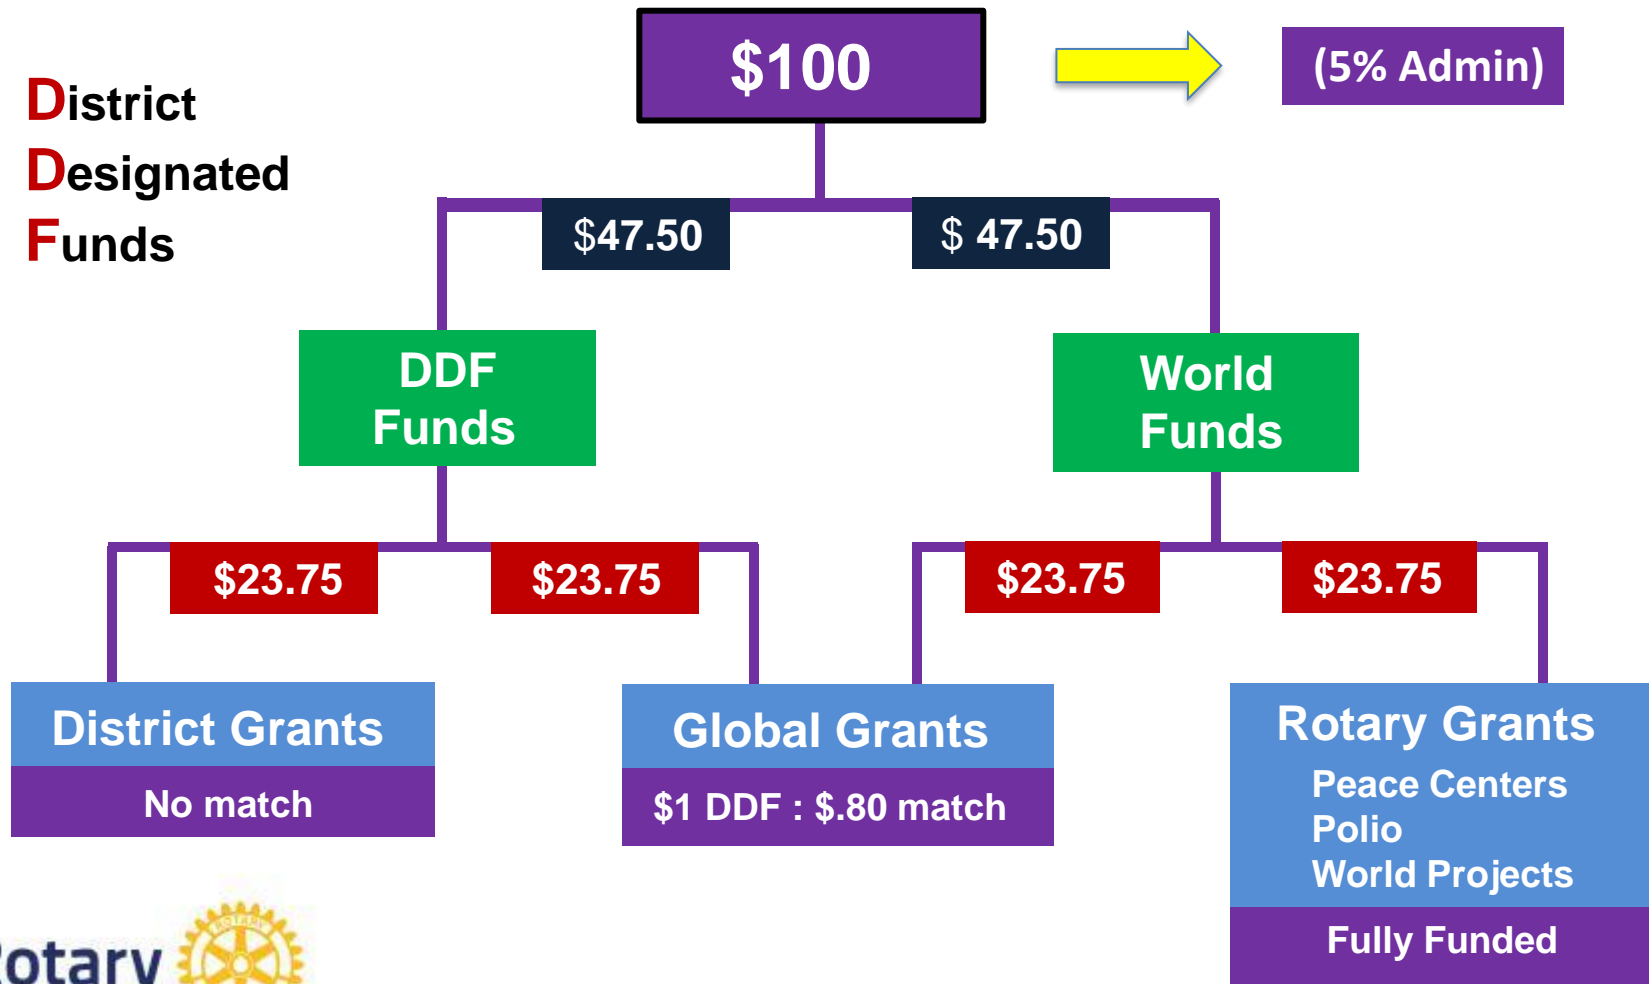 $100
(5% Admin)
District
Designated
Funds
$47.50
$ 47.50
DDF
Funds
World
Funds
$23.75
$23.75
$23.75
$23.75
District Grants
No match
Global Grants
$1 DDF : $.80 match
Rotary Grants
Peace Centers
Polio
World Projects
Fully Funded
Rotary
ROTARY